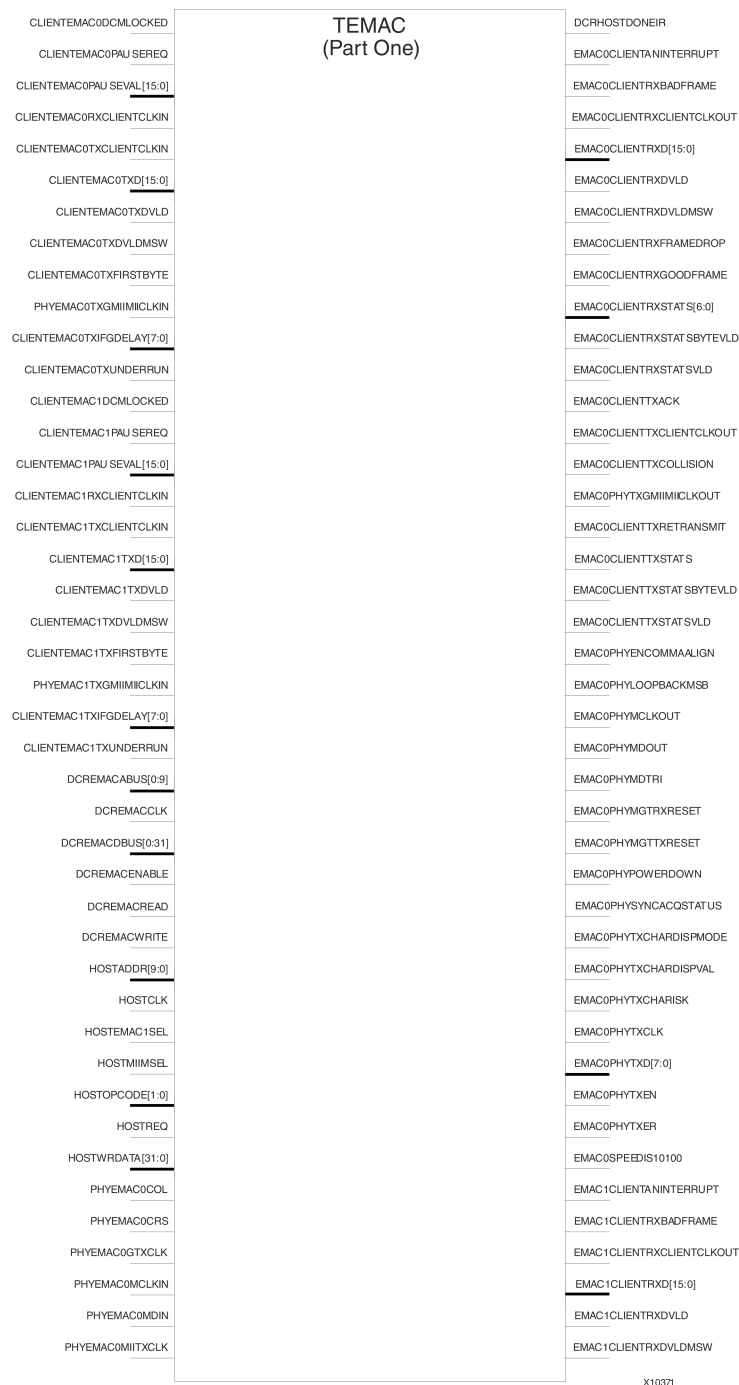 TEMAC
(Part One)
CLIENTEMAC0DCMLOCKED
CLIENTEMAC0PAUSEREQ
CLIENTEMAC0PAUSEVAL[15:0]
CLIENTEMAC0RXCLIENTCLKIN
CLIENTEMAC0TXCLIENTCLKIN
CLIENTEMAC0TXD[15:0]
CLIENTEMAC0TXDVLD
CLIENTEMAC0TXDVLDMSW
CLIENTEMAC0TXFIRSTBYTE
PHYEMAC0TXGMIIMIICLKIN
CLIENTEMAC0TXIFGDELAY[7:0]
CLIENTEMAC0TXUNDERRUN
CLIENTEMAC1DCMLOCKED
CLIENTEMAC1PAUSEREQ
CLIENTEMAC1PAUSEVAL[15:0]
CLIENTEMAC1RXCLIENTCLKIN
CLIENTEMAC1TXCLIENTCLKIN
CLIENTEMAC1TXD[15:0]
CLIENTEMAC1TXDVLD
CLIENTEMAC1TXDVLDMSW
CLIENTEMAC1TXFIRSTBYTE
PHYEMAC1TXGMIIMIICLKIN
CLIENTEMAC1TXIFGDELAY[7:0]
CLIENTEMAC1TXUNDERRUN
DCREMACABUS[0:9]
DCREMACCLK
DCREMACDBUS[0:31]
DCREMACENABLE
DCREMACREAD
DCREMACWRITE
HOSTADDR[9:0]
HOSTCLK
HOSTEMAC1SEL
HOSTMIIMSEL
HOSTOPCODE[1:0]
HOSTREQ
HOSTWRDATA[31:0]
PHYEMAC0COL
PHYEMAC0CRS
PHYEMAC0GTXCLK
PHYEMAC0MCLKIN
PHYEMAC0MDIN
PHYEMAC0MIITXCLK
DCRHOSTDONEIR
EMAC0CLIENTANINTERRUPT
EMAC0CLIENTRXBADFRAME
EMAC0CLIENTRXCLIENTCLKOUT
EMAC0CLIENTRXD[15:0]
EMAC0CLIENTRXDVLD
EMAC0CLIENTRXDVLDMSW
EMAC0CLIENTRXFRAMEDROP
EMAC0CLIENTRXGOODFRAME
EMAC0CLIENTRXSTATS[6:0]
EMAC0CLIENTRXSTATSBYTEVLD
EMAC0CLIENTRXSTATSVLD
EMAC0CLIENTTXACK
EMAC0CLIENTTXCLIENTCLKOUT
EMAC0CLIENTTXCOLLISION
EMAC0PHYTXGMIIMIICLKOUT
EMAC0CLIENTTXRETRANSMIT
EMAC0CLIENTTXSTATS
EMAC0CLIENTTXSTATSBYTEVLD
EMAC0CLIENTTXSTATSVLD
EMAC0PHYENCOMMAALIGN
EMAC0PHYLOOPBACKMSB
EMAC0PHYMCLKOUT
EMAC0PHYMDOUT
EMAC0PHYMDTRI
EMAC0PHYMGTRXRESET
EMAC0PHYMGTTXRESET
EMAC0PHYPOWERDOWN
EMAC0PHYSYNCACQSTATUS
EMAC0PHYTXCHARDISPMODE
EMAC0PHYTXCHARDISPVAL
EMAC0PHYTXCHARISK
EMAC0PHYTXCLK
EMAC0PHYTXD[7:0]
EMAC0PHYTXEN
EMAC0PHYTXER
EMAC0SPEEDIS10100
EMAC1CLIENTANINTERRUPT
EMAC1CLIENTRXBADFRAME
EMAC1CLIENTRXCLIENTCLKOUT
EMAC1CLIENTRXD[15:0]
EMAC1CLIENTRXDVLD
EMAC1CLIENTRXDVLDMSW
X10371